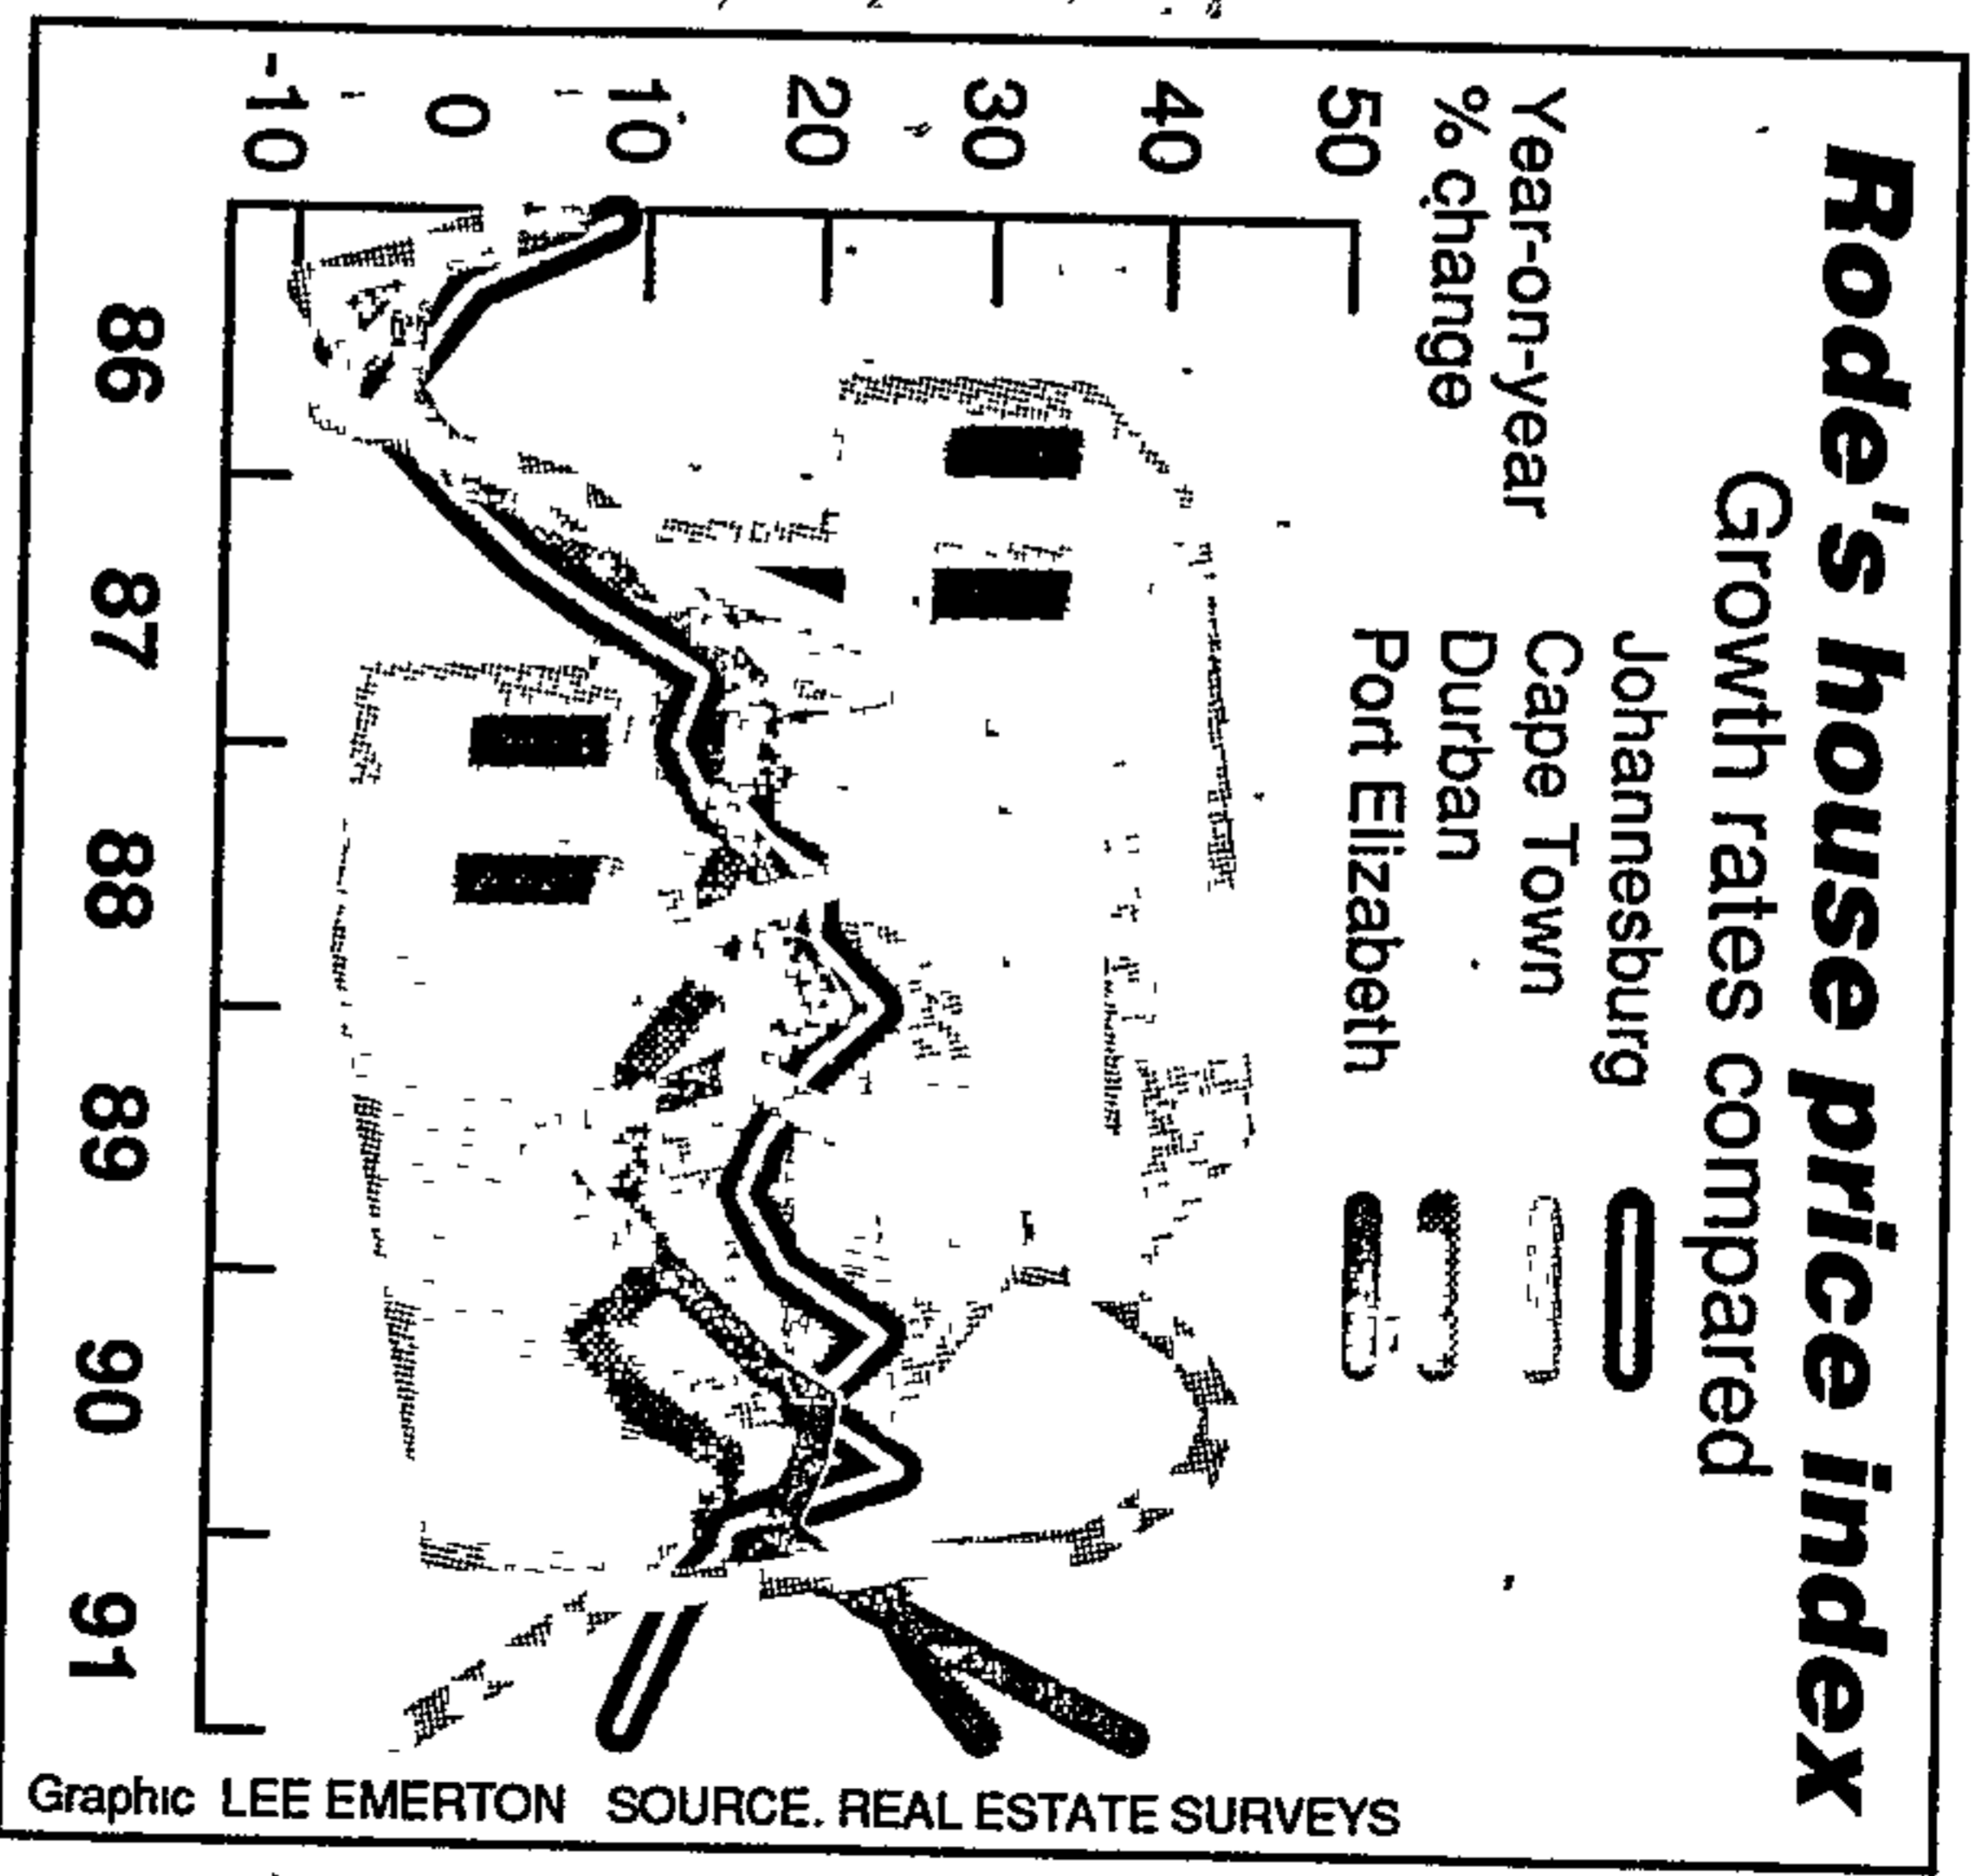 Rode's house price index
Growth rates compared
Johannesburg
Cape Town
Durban
Port Elizabeth
Year-on-year
% change
50
40
30
20
10
0
-10
86
87
88
89
90
91
Graphic LEE EMERTON SOURCE. REAL ESTATE SURVEYS